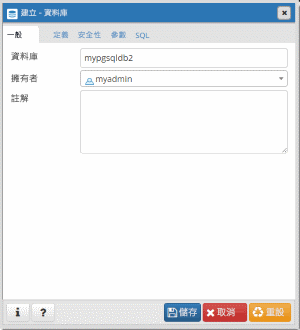 建立 - 資料庫
一般 定義 安全性 參數 SQL
資料庫 mypgsqldb2
擁有者 myadmin
註解
i ? 儲存 取消 重設